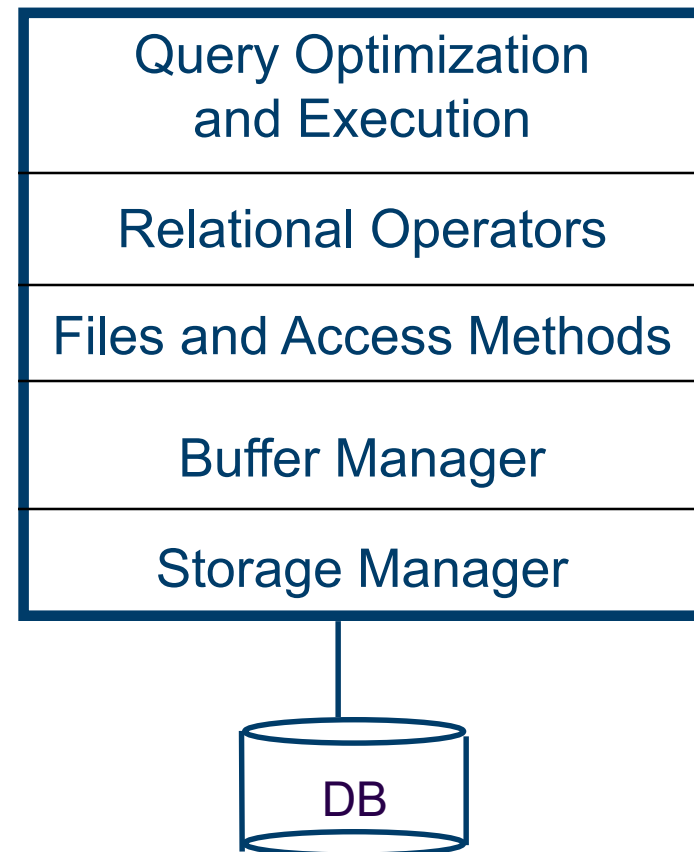 Query Optimization
and Execution
Relational Operators
Files and Access Methods
Buffer Manager
Storage Manager
DB